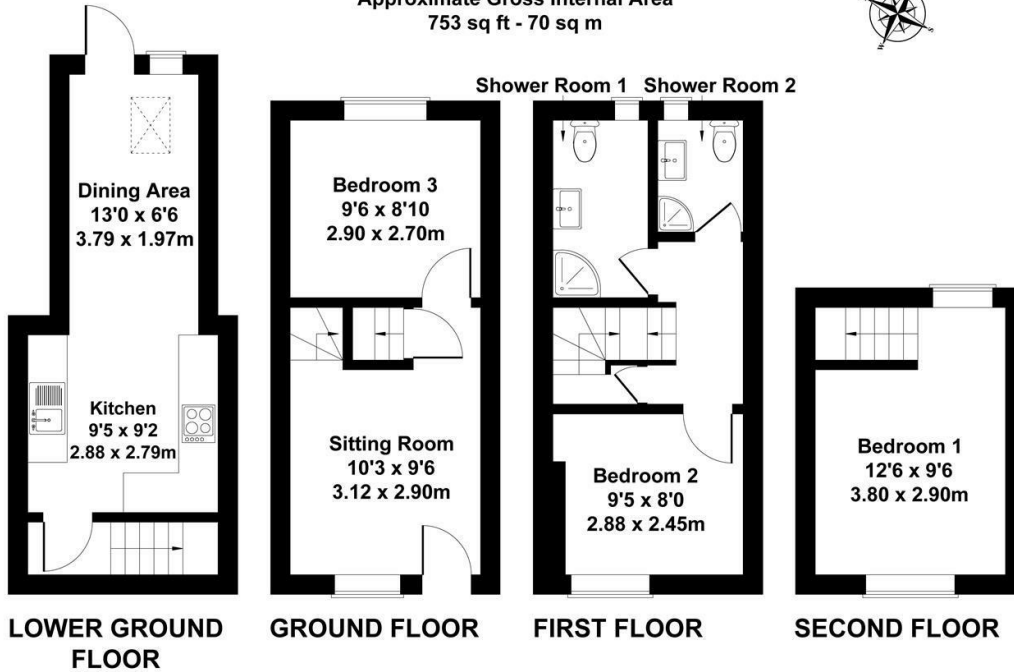 Approximate Gross Internal Area
753 sq ft - 70 sq m
W
S
Shower Room 1
Shower Room 2
Dining Area
13'0 x 6'6
3.79 x 1.97m
Kitchen
9'5 x 9'2
2.88 x 2.79m
Bedroom 3
9'6 x 8'10
2.90 x 2.70m
Sitting Room
10'3 x 9'6
3.12 x 2.90m
Bedroom 2
9'5 x 8'0
2.88 x 2.45m
Bedroom 1
12'6 x 9'6
3.80 x 2.90m
LOWER GROUND
FLOOR
GROUND FLOOR
FIRST FLOOR
SECOND FLOOR